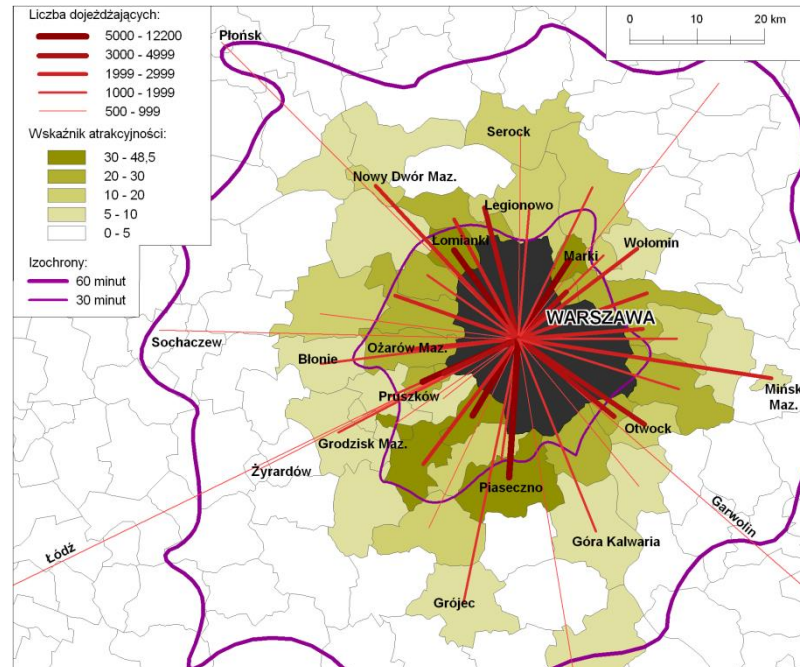 Liczba dojeżdżających:
5000 - 12200
3000 - 4999
1999 - 2999
1000 - 1999
500 - 999
Wskaźnik atrakcyjności:
30 - 48,5
20 - 30
10 - 20
5 - 10
0 - 5
Izochrony:
60 minut
30 minut
0 10 20 km
Płońsk
Serock
Nowy Dwór Maz.
Legionowo
Łomianki
Marki
Wołomin
WARSZAWA
Sochaczew
Ożarów Maz.
Błonie
Mińsk
Maz.
Pruszków
Otwock
Grodzisk Maz.
Żyrardów
Piaseczno
Garwolin
Góra Kalwaria
Łódź
Grójec